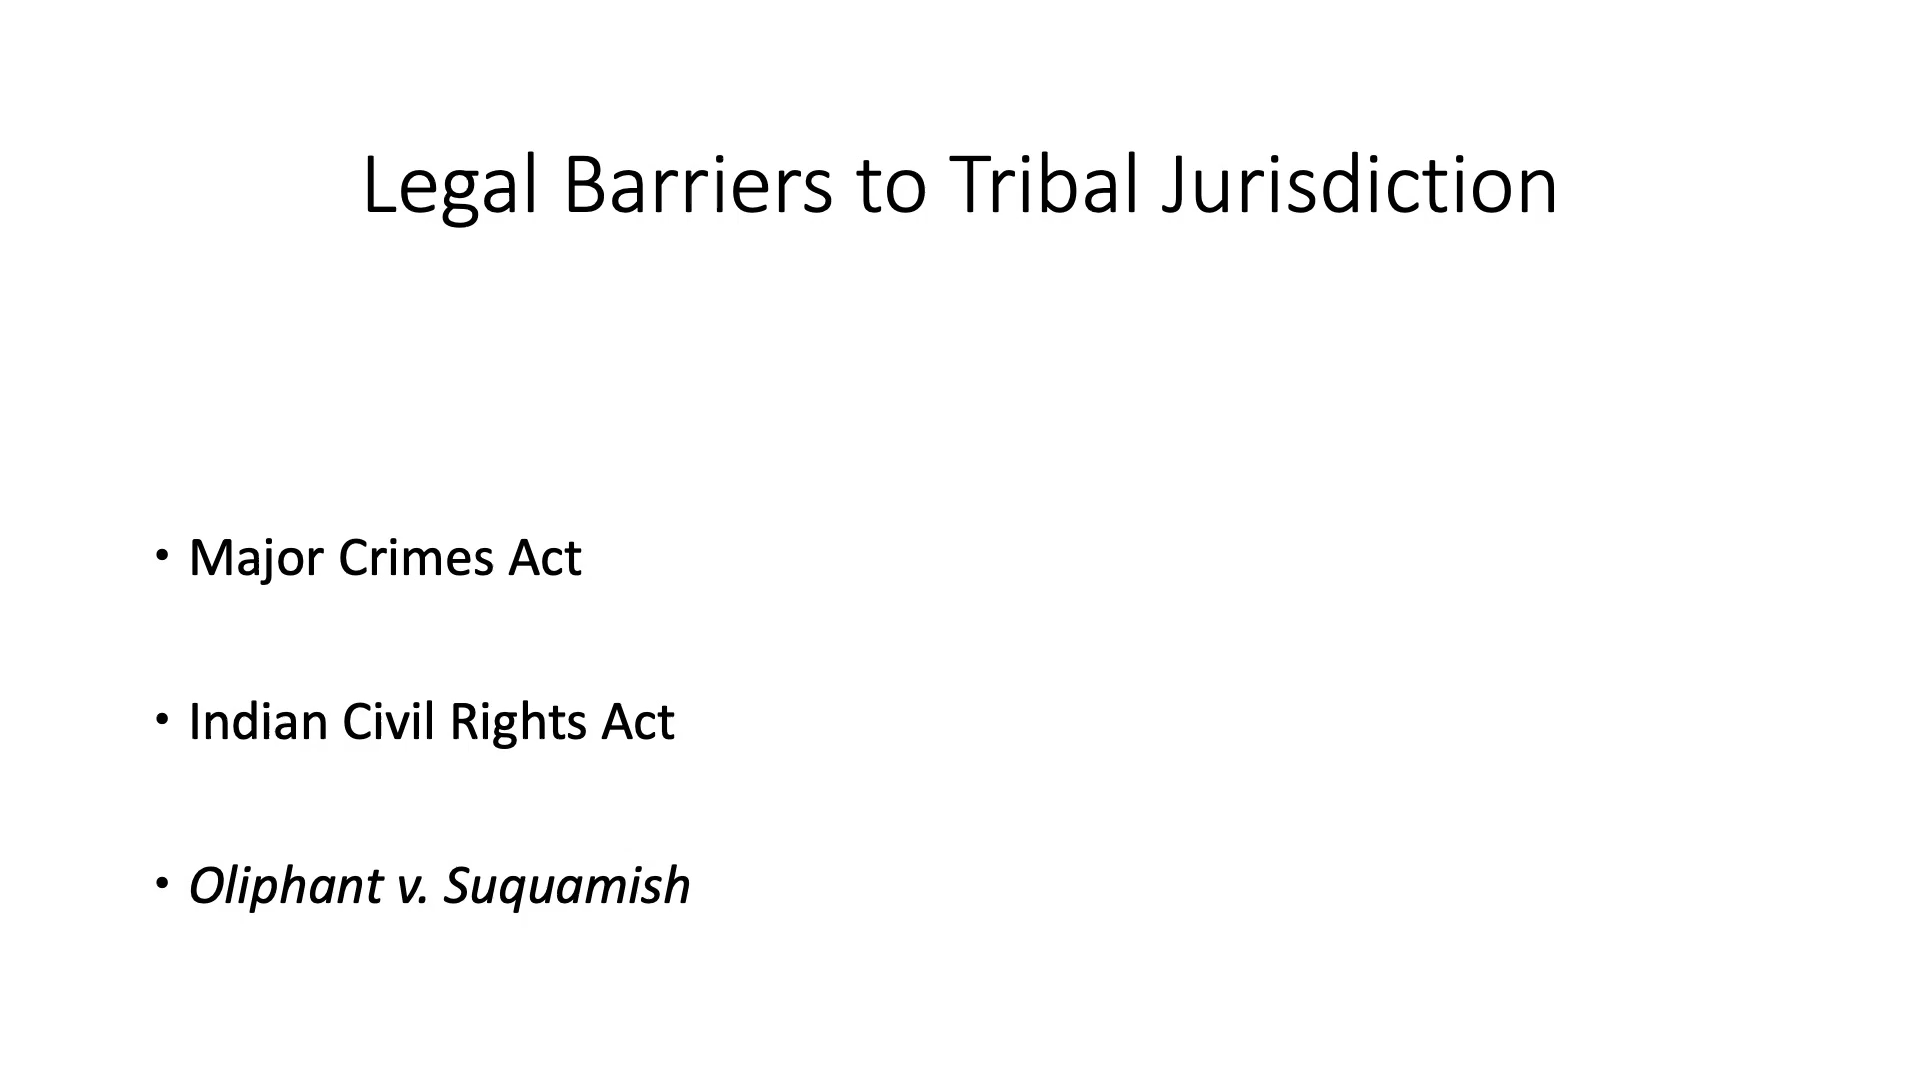 Legal Barriers to Tribal Jurisdiction
• Major Crimes Act
• Indian Civil Rights Act
• Oliphant v. Suquamish